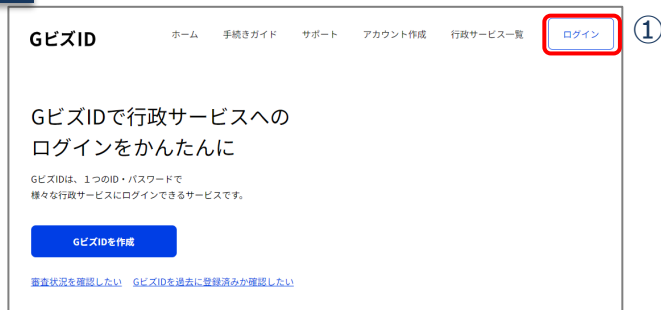 GビズID
ホーム 手続きガイド サポート アカウント作成 行政サービス一覧 ログイン ①
GビズIDで行政サービスへの
ログインをかんたんに
GビズIDは、１つのID・パスワードで
様々な行政サービスにログインできるサービスです。
GビズIDを作成
審査状況を確認したい GビズIDを過去に登録済みか確認したい